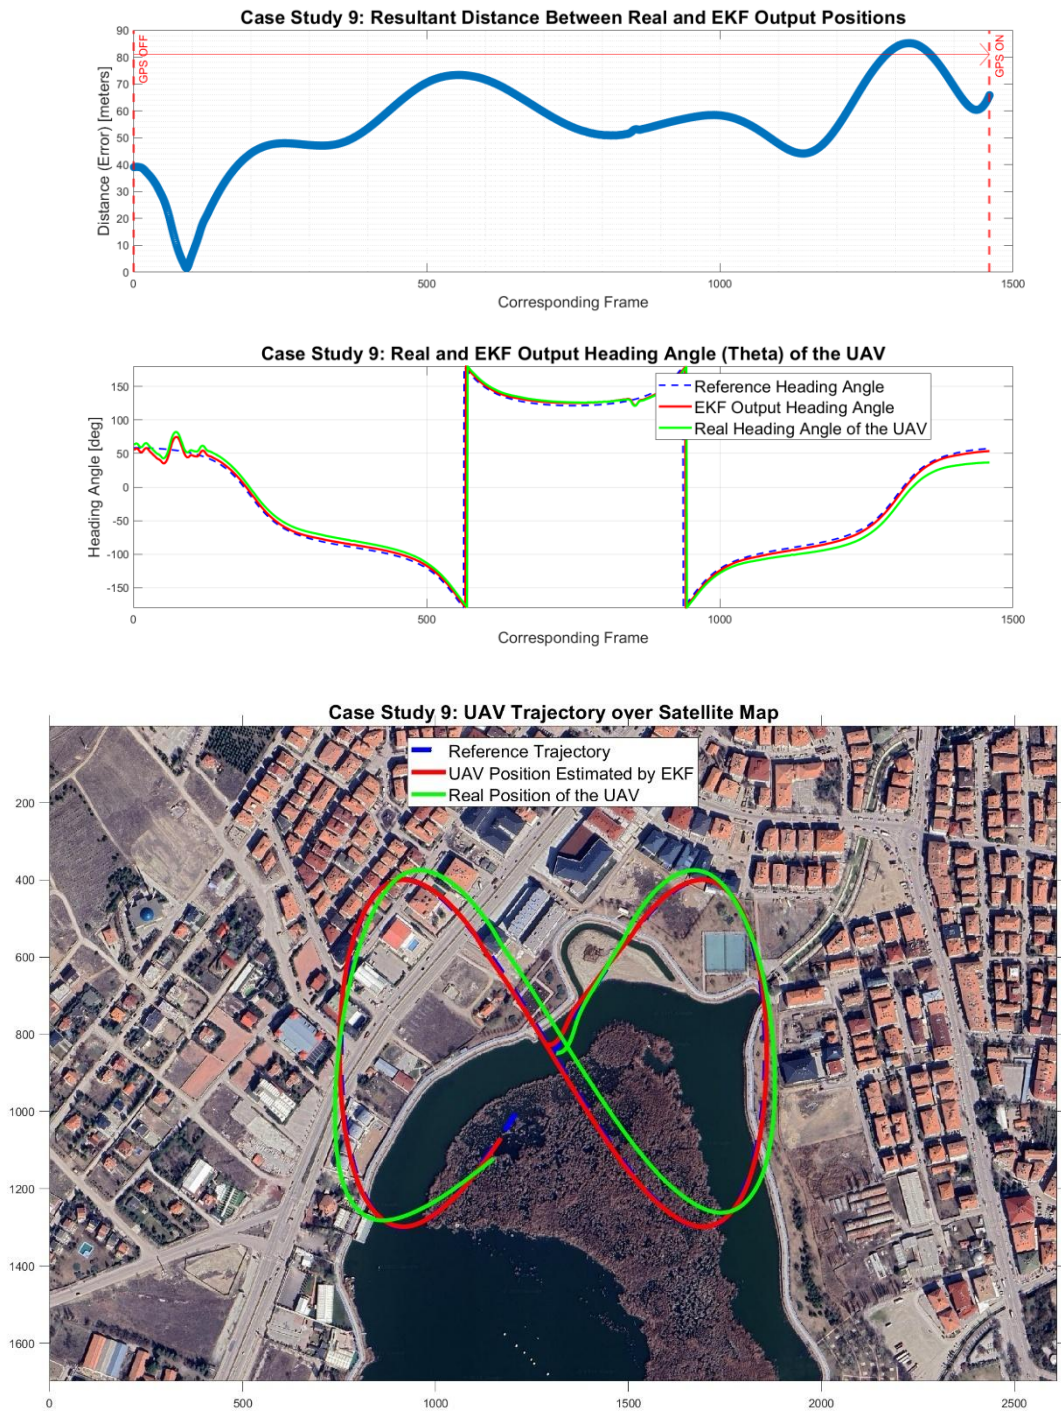 Case Study 9: Resultant Distance Between Real and EKF Output Positions
90
80
70
60
50
40
30
20
10
0
Distance (Error) [meters]
GPS OFF
GPS ON
0 500 1000 1500
Corresponding Frame
Case Study 9: Real and EKF Output Heading Angle (Theta) of the UAV
150
100
50
0
-50
-100
-150
Heading Angle [deg]
Reference Heading Angle
EKF Output Heading Angle
Real Heading Angle of the UAV
0 500 1000 1500
Corresponding Frame
Case Study 9: UAV Trajectory over Satellite Map
Reference Trajectory
UAV Position Estimated by EKF
Real Position of the UAV
200
400
600
800
1000
1200
1400
1600
0 500 1000 1500 2000 2500